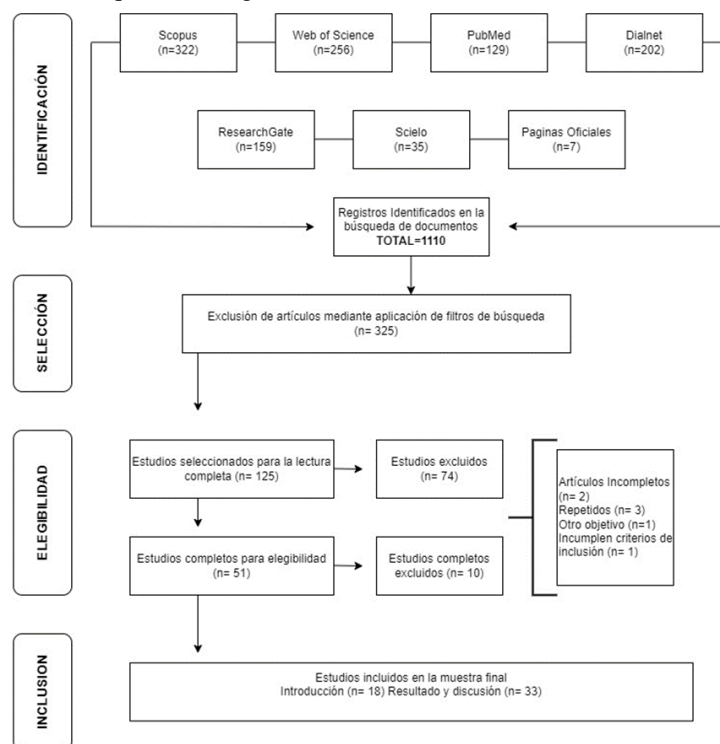 IDENTIFICACIÓN
Scopus
(n=322)
Web of Science
(n=256)
PubMed
(n=129)
Dialnet
(n=202)
ResearchGate
(n=159)
Scielo
(n=35)
Paginas Oficiales
(n=7)
Registros Identificados en la
búsqueda de documentos
TOTAL=1110
SELECCIÓN
Exclusión de artículos mediante aplicación de filtros de búsqueda
(n= 325)
ELEGIBILIDAD
Estudios seleccionados para la lectura
completa (n= 125)
Estudios excluidos
(n= 74)
Artículos Incompletos
(n= 2)
Repetidos (n= 3)
Otro objetivo (n=1)
Incumplen criterios de
inclusión (n= 1)
Estudios completos para elegibilidad
(n= 51)
Estudios completos
excluidos (n= 10)
INCLUSION
Estudios incluidos en la muestra final
Introducción (n= 18) Resultado y discusión (n= 33)